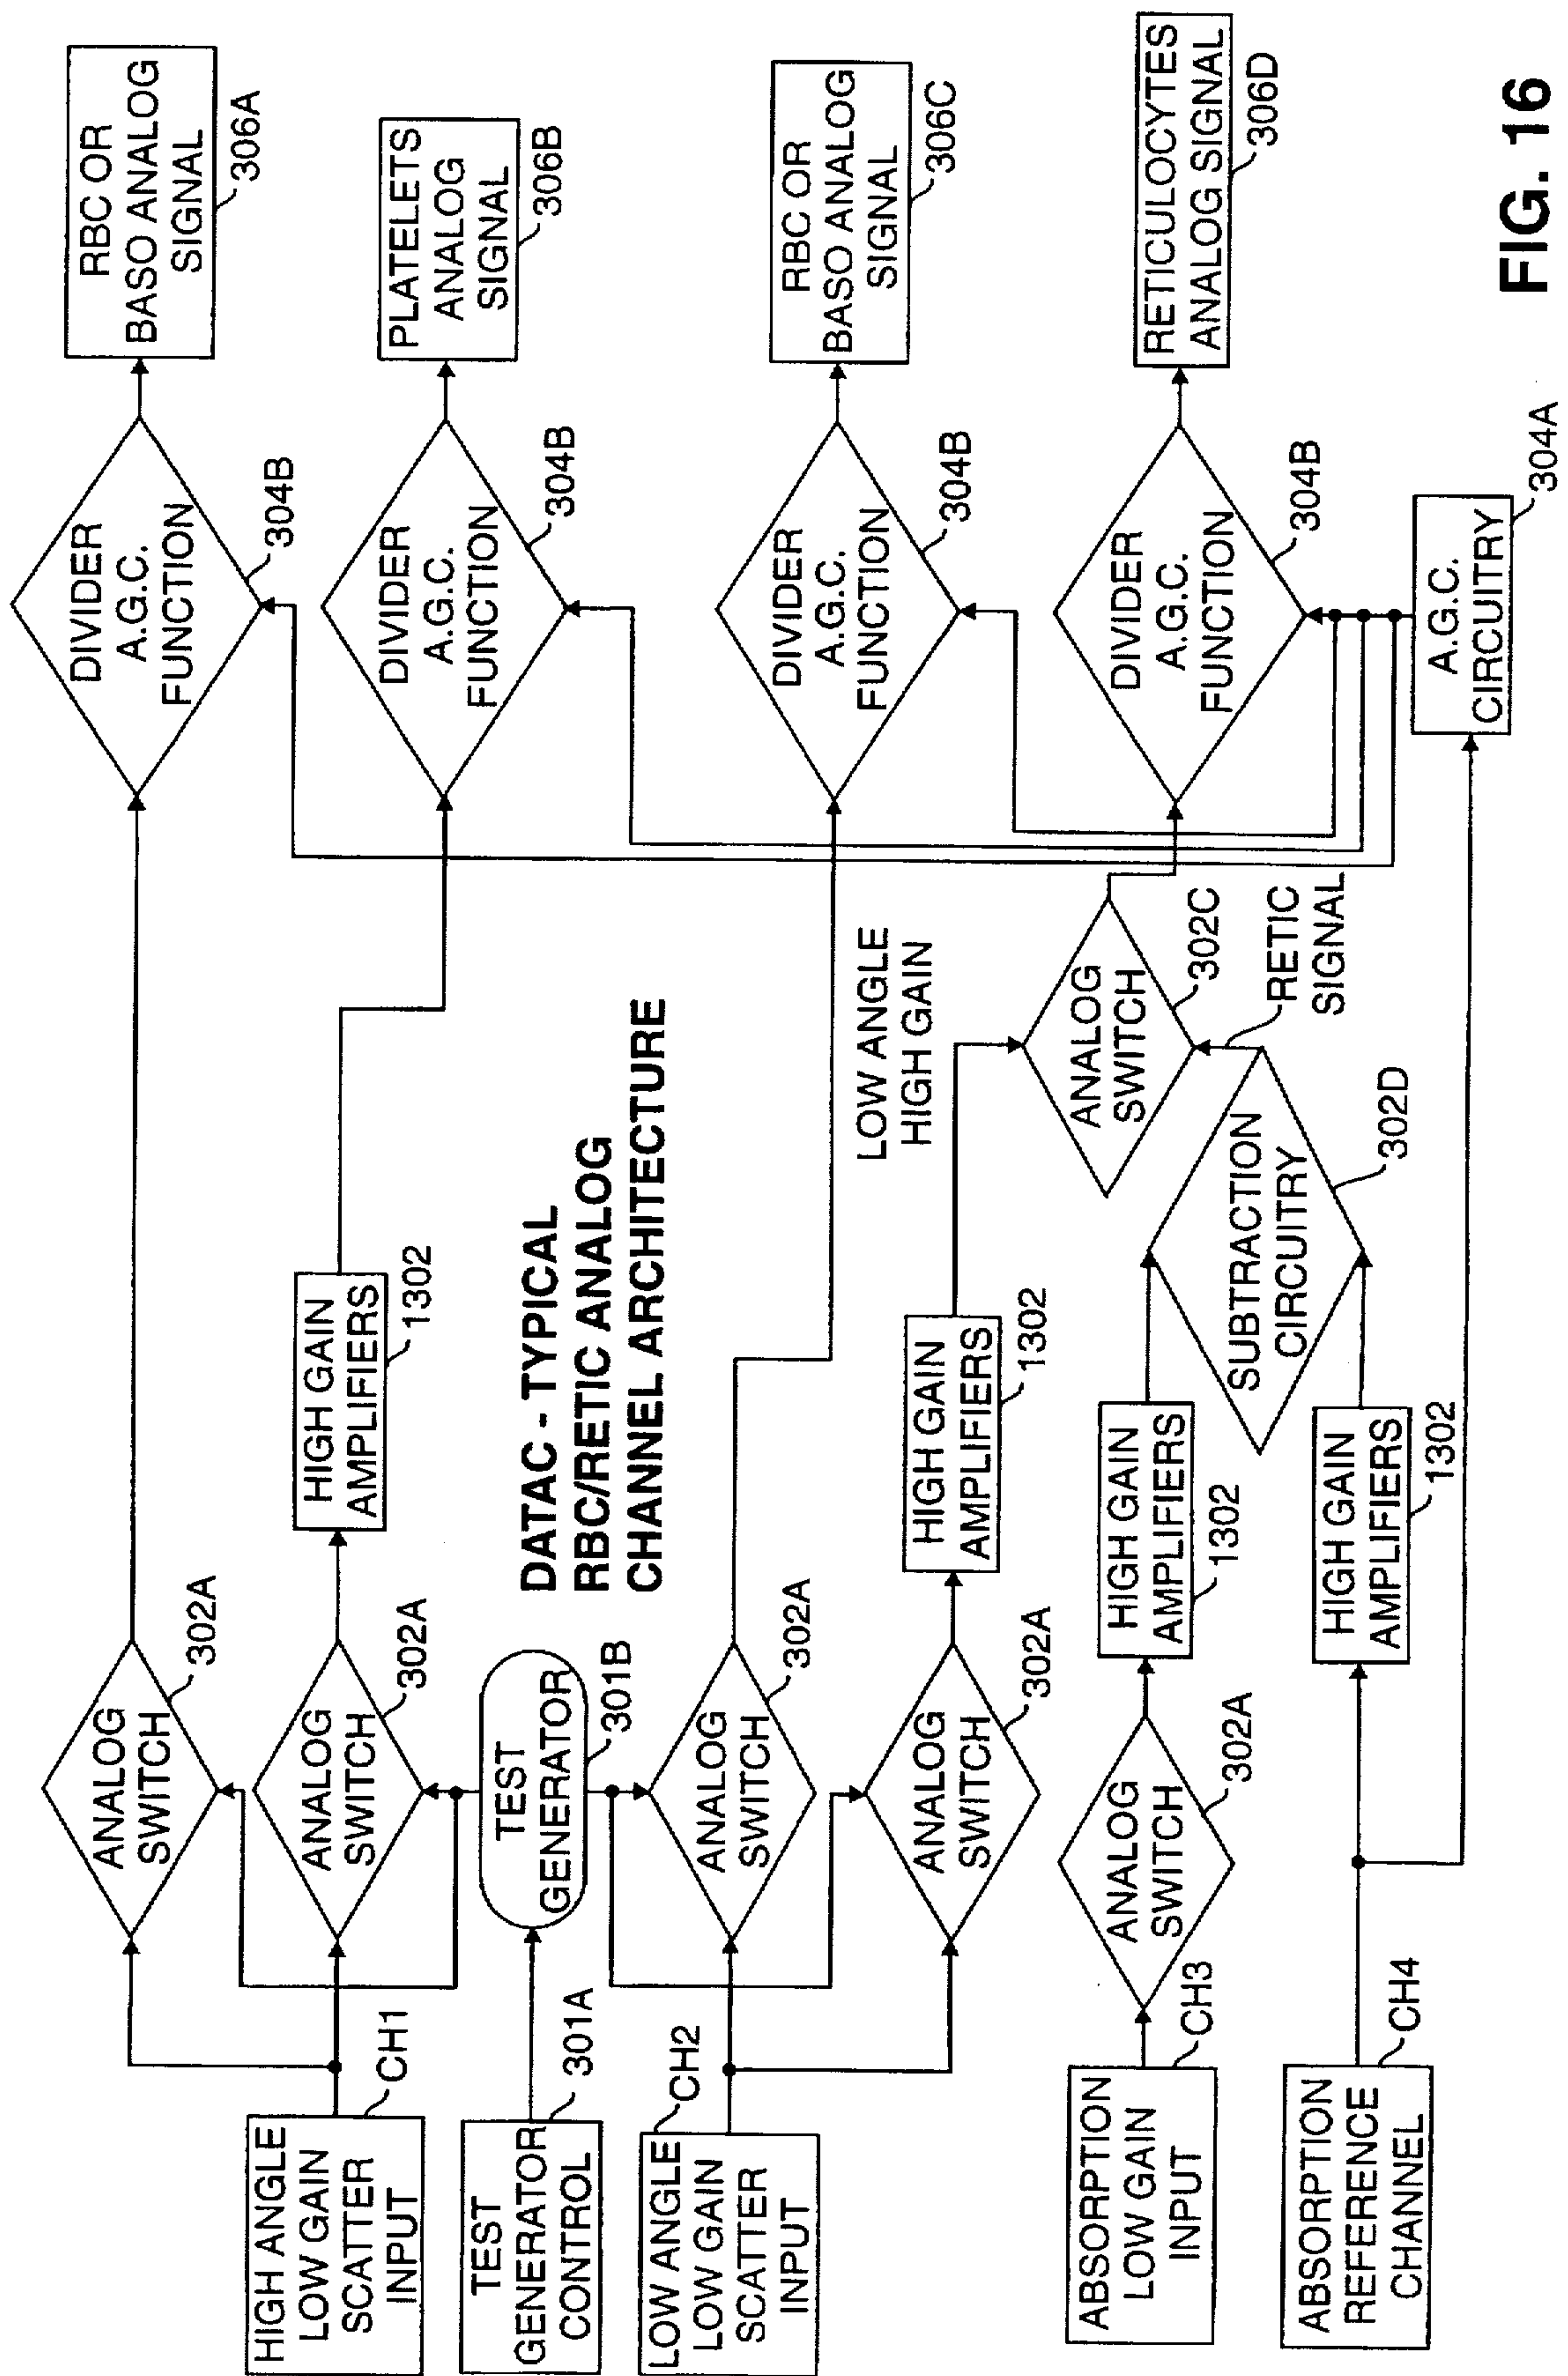 HIGH ANGLE
LOW GAIN
SCATTER
INPUT
CH1
TEST
GENERATOR
CONTROL
301A
LOW ANGLE
LOW GAIN
SCATTER
INPUT
CH2
ABSORPTION
LOW GAIN
INPUT
CH3
ABSORPTION
REFERENCE
CHANNEL
CH4
ANALOG
SWITCH
302A
ANALOG
SWITCH
302A
TEST
GENERATOR
301B
ANALOG
SWITCH
302A
ANALOG
SWITCH
302A
ANALOG
SWITCH
302A
HIGH GAIN
AMPLIFIERS
1302
DATAC - TYPICAL
RBC/RETIC ANALOG
CHANNEL ARCHITECTURE
HIGH GAIN
AMPLIFIERS
1302
HIGH GAIN
AMPLIFIERS
1302
HIGH GAIN
AMPLIFIERS
1302
LOW ANGLE
HIGH GAIN
ANALOG
SWITCH
302C
RETIC
SIGNAL
SUBTRACTION
CIRCUITRY
302D
DIVIDER
A.G.C.
FUNCTION
304B
DIVIDER
A.G.C.
FUNCTION
304B
DIVIDER
A.G.C.
FUNCTION
304B
DIVIDER
A.G.C.
FUNCTION
304B
A.G.C.
CIRCUITRY
304A
RBC OR
BASO ANALOG
SIGNAL
306A
PLATELETS
ANALOG
SIGNAL
306B
RBC OR
BASO ANALOG
SIGNAL
306C
RETICULOCYTES
ANALOG SIGNAL
306D
FIG. 16